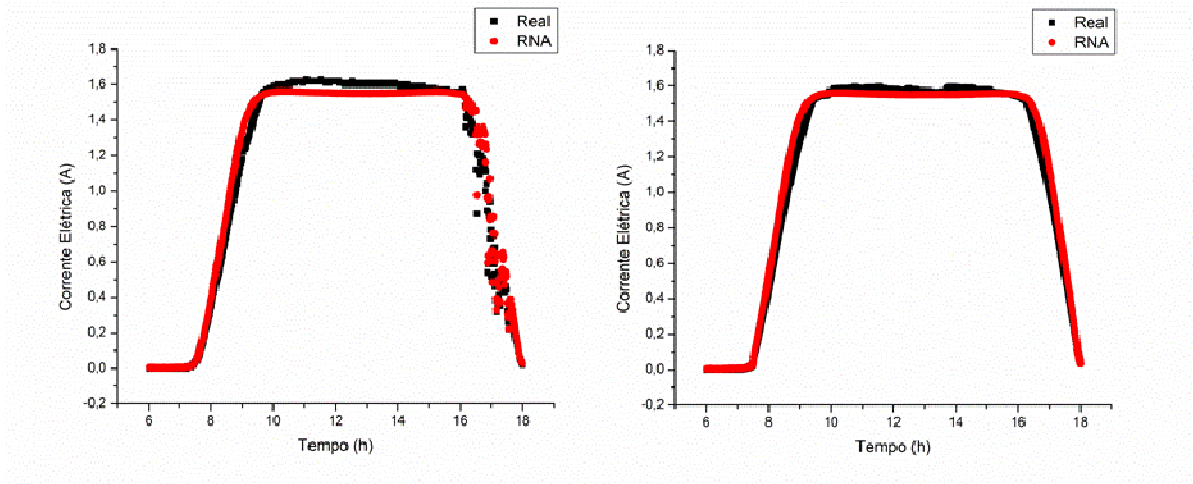 Real
RNA
1,8
1,6
1,4
1,2
1,0
0,8
0,6
0,4
0,2
0,0
-0,2
Corrente Elétrica (A)
6 8 10 12 14 16 18
Tempo (h)
Real
RNA
1,8
1,6
1,4
1,2
1,0
0,8
0,6
0,4
0,2
0,0
-0,2
Corrente Elétrica (A)
6 8 10 12 14 16 18
Tempo (h)